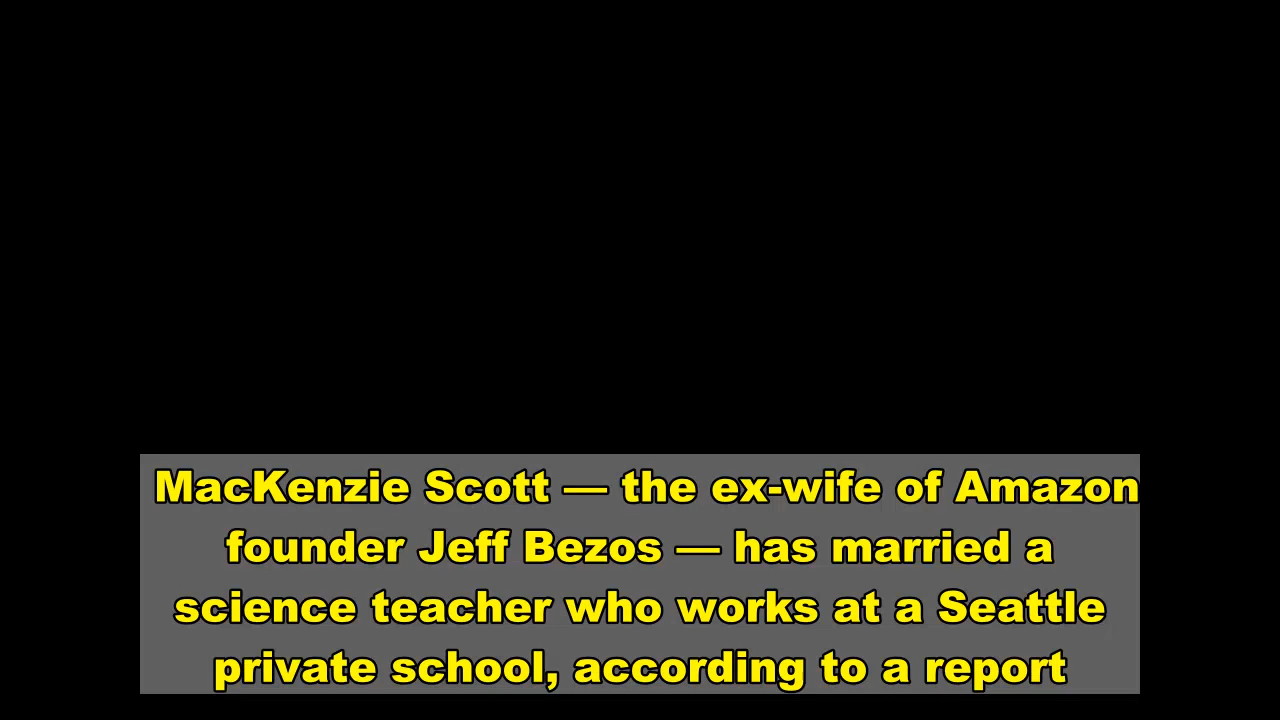 MacKenzie Scott — the ex-wife of Amazon
founder Jeff Bezos — has married a
science teacher who works at a Seattle
private school, according to a report